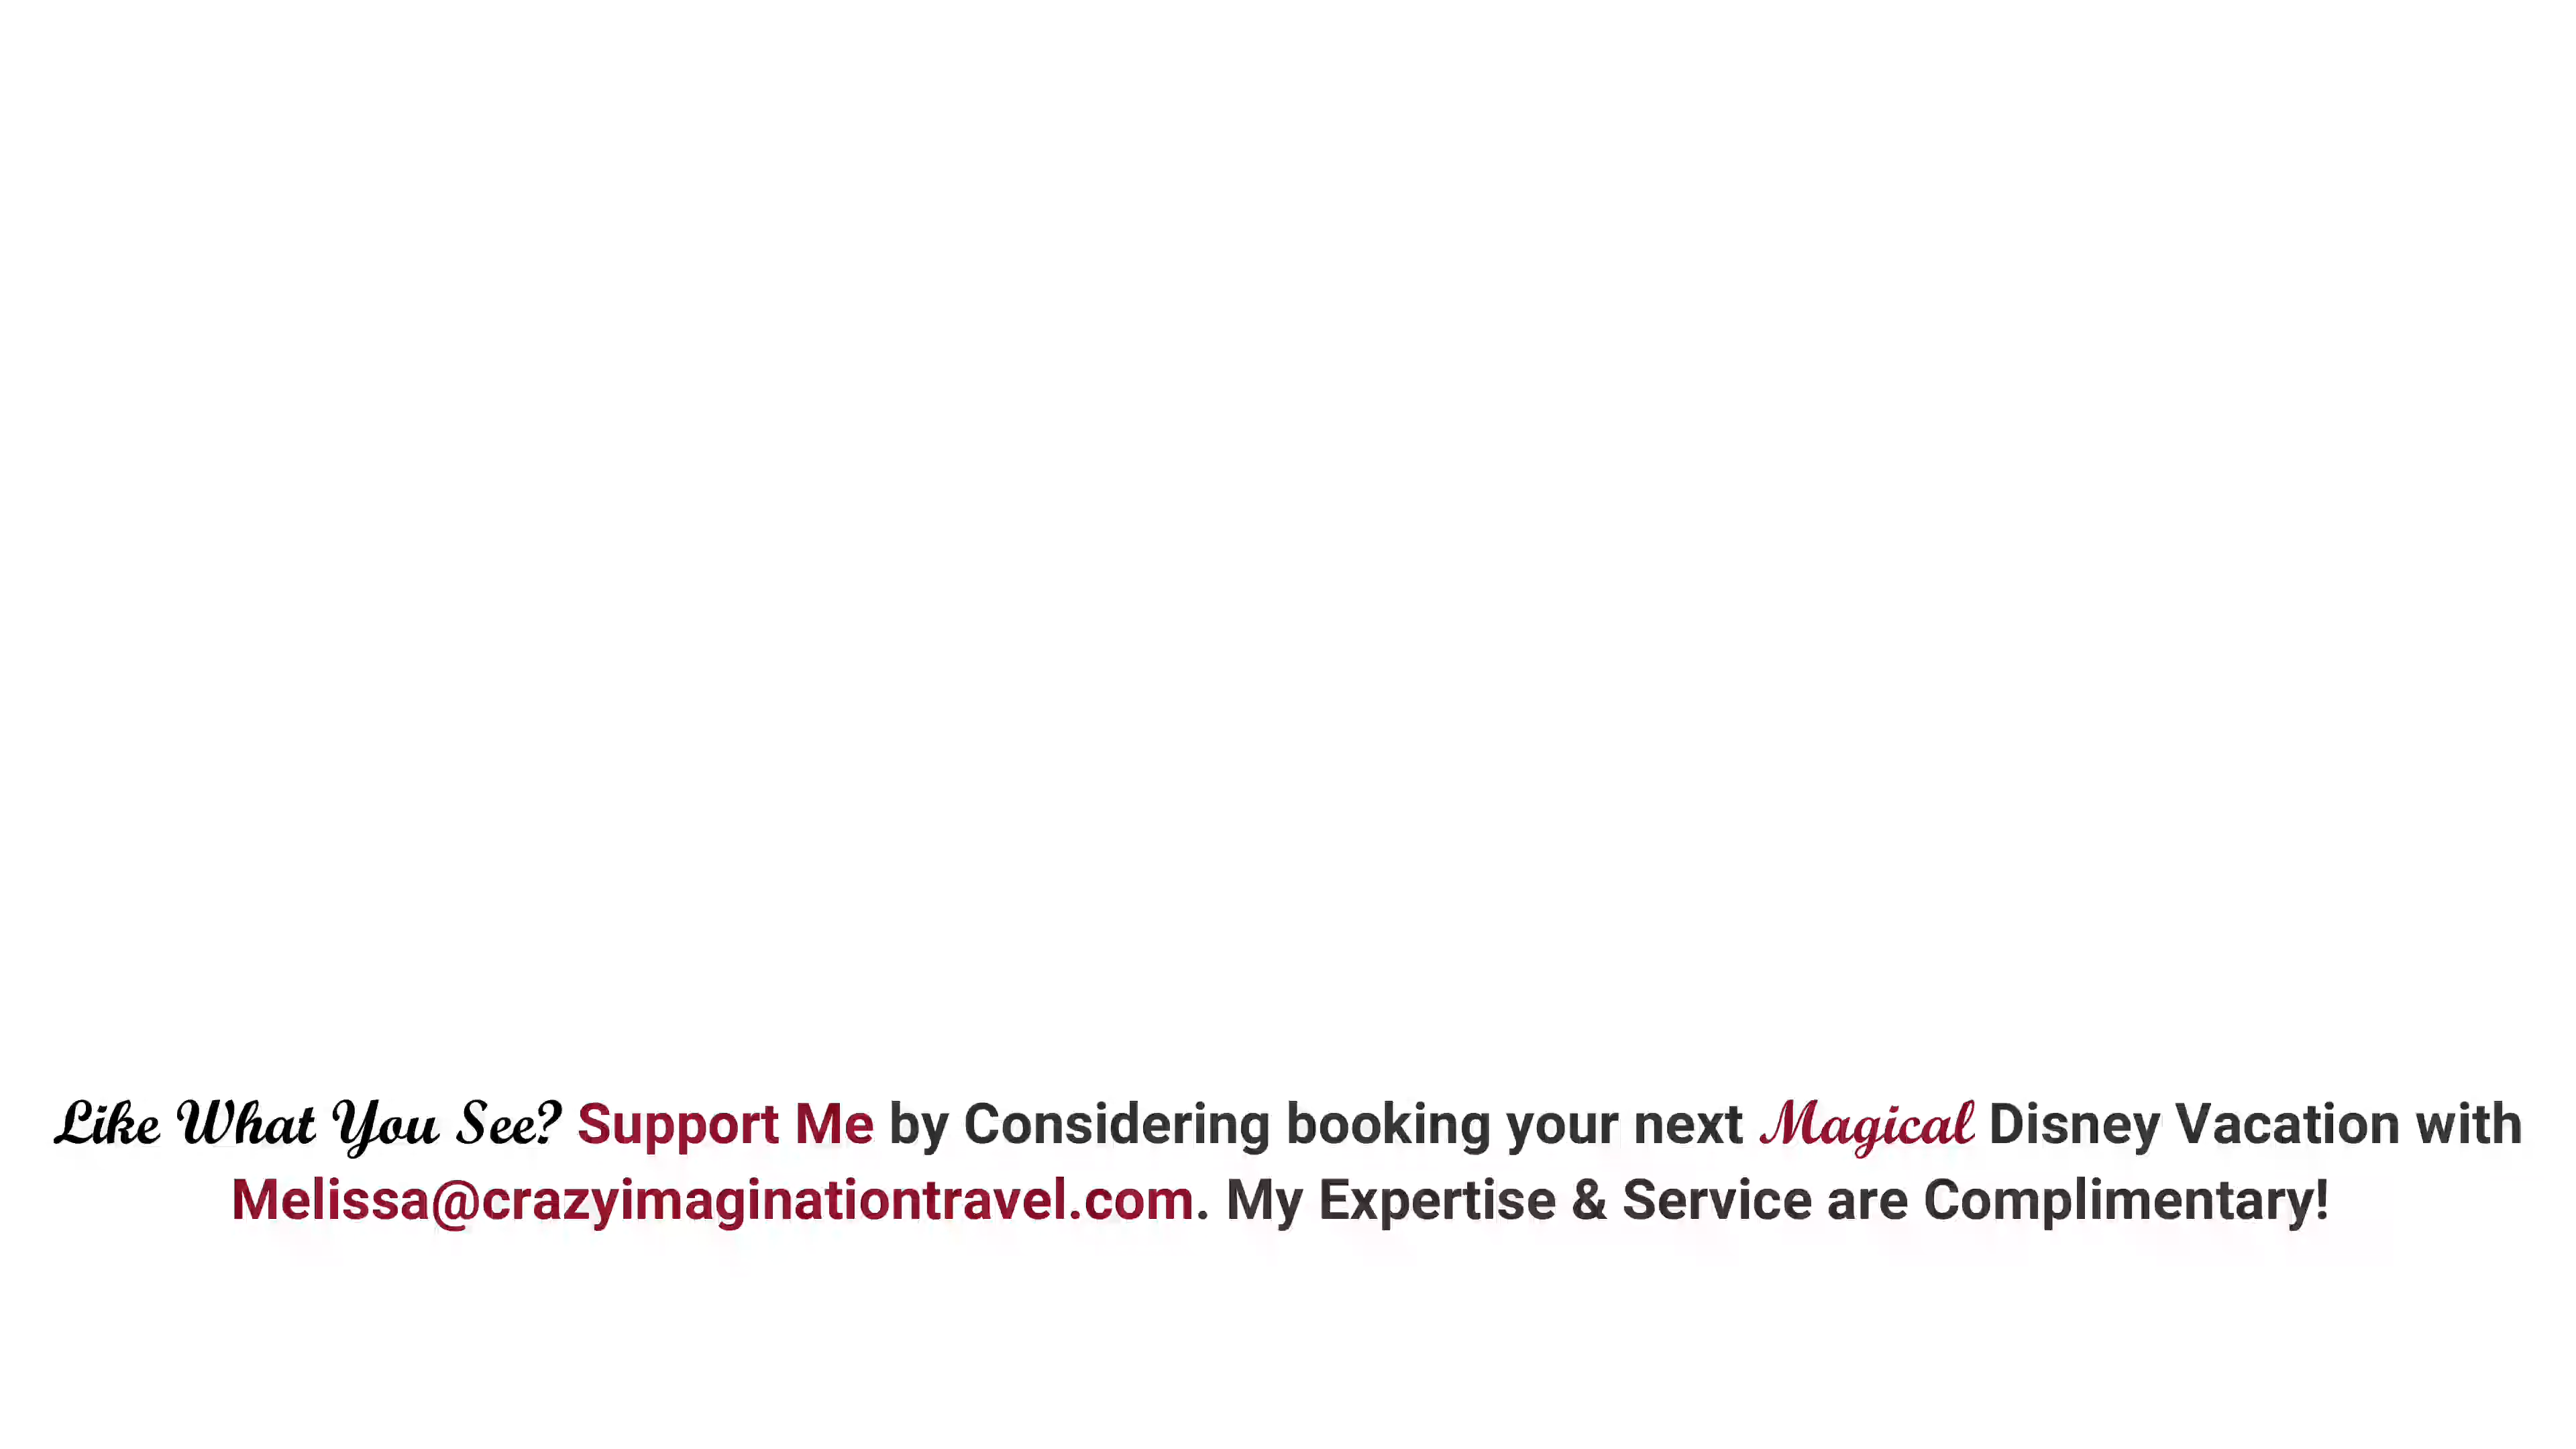 Like What You See? Support Me by Considering booking your next Magical Disney Vacation with
Melissa@crazyimaginationtravel.com. My Expertise & Service are Complimentary!